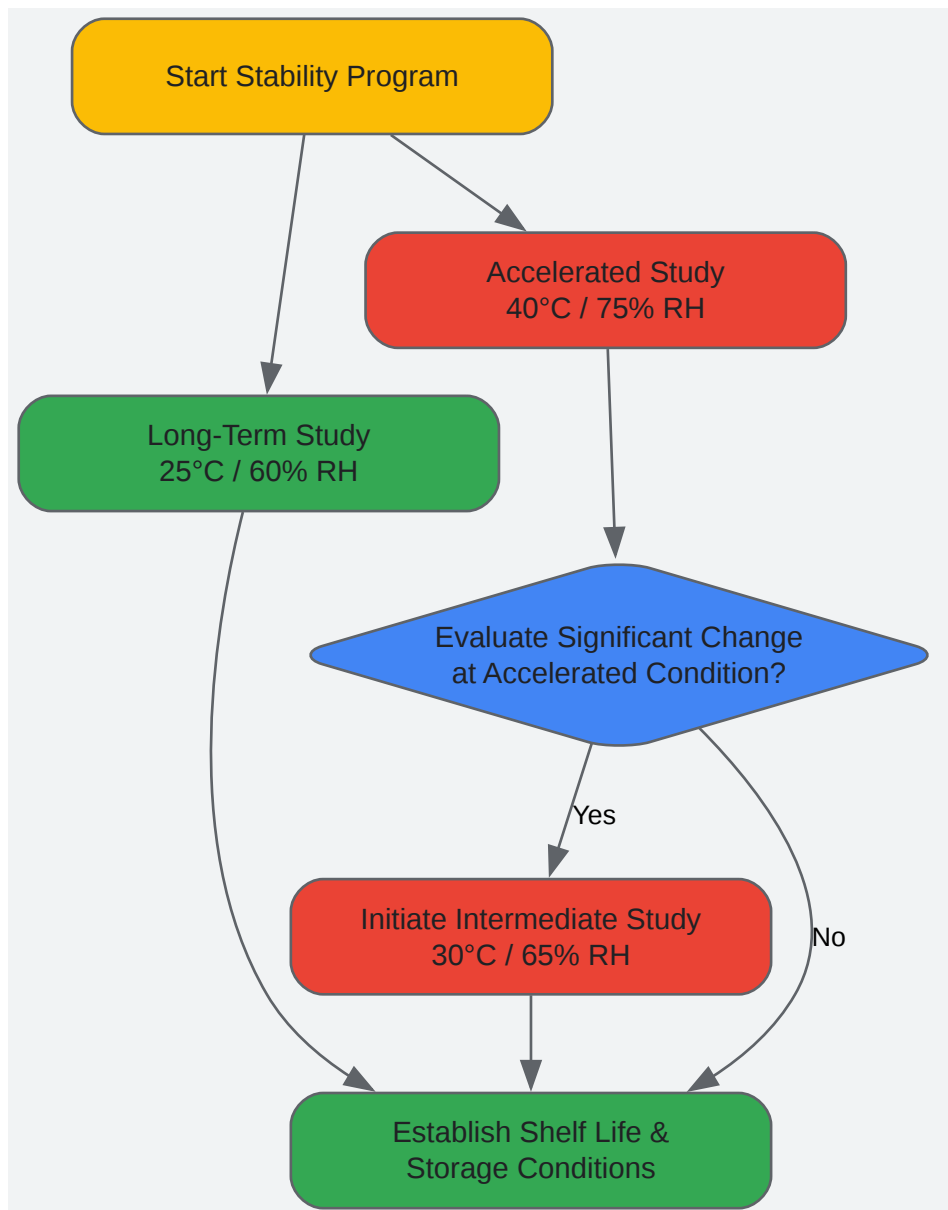 Start Stability Program
Accelerated Study
40°C / 75% RH
Long-Term Study
25°C / 60% RH
Evaluate Significant Change
at Accelerated Condition?
Yes
Initiate Intermediate Study
30°C / 65% RH
No
Establish Shelf Life &
Storage Conditions